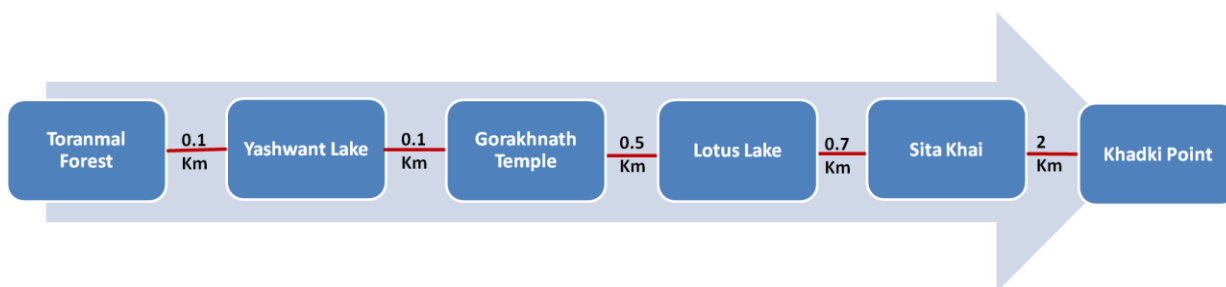 Toranmal
Forest
0.1
Km
Yashwant Lake
0.1
Km
Gorakhnath
Temple
0.5
Km
Lotus Lake
0.7
Km
Sita Khai
2
Km
Khadki Point